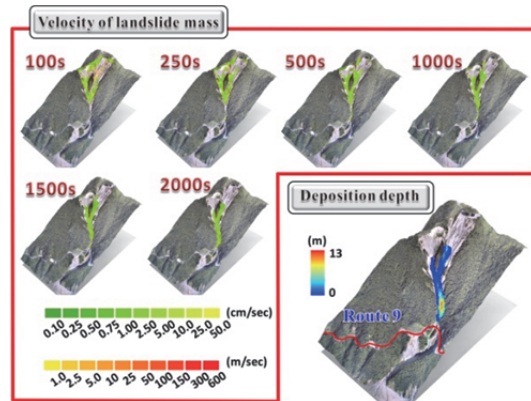 Velocity of landslide mass
100s
250s
500s
1000s
1500s
2000s
(cm/sec)
0.10 0.25 0.50 0.75 1.00 2.50 5.00 10.0 25.0 50.0
(m/sec)
1.0 2.5 5.0 10 25 50 100 150 300 600
Deposition depth
(m)
13
0
Route 9